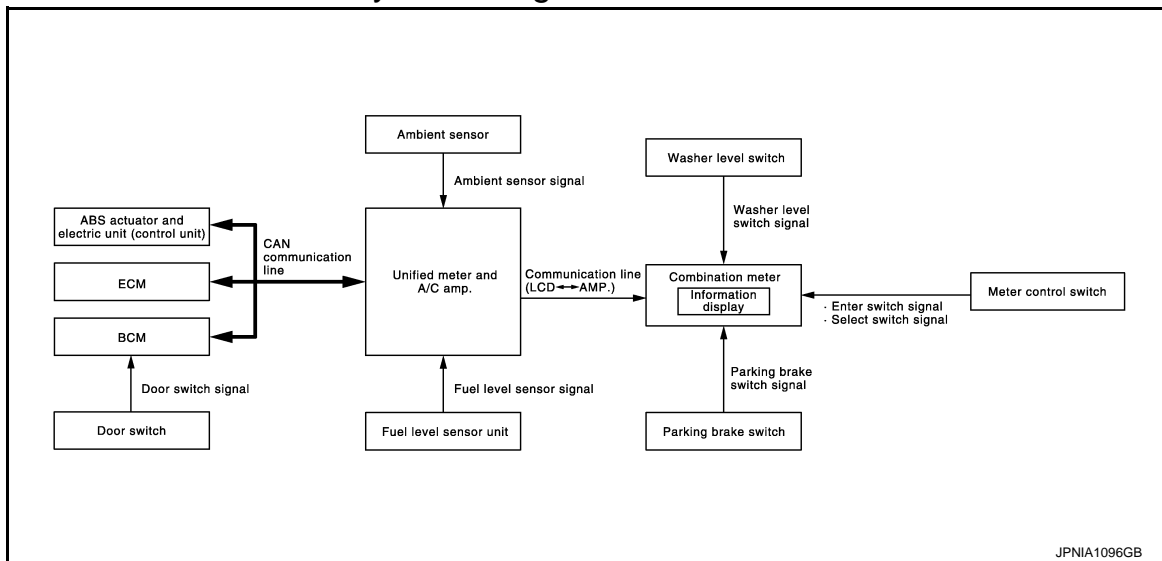 Ambient sensor
Ambient sensor signal
Washer level switch
Washer level
switch signal
ABS actuator and
electric unit (control unit)
CAN
communication
line
ECM
BCM
Door switch signal
Door switch
Unified meter and
A/C amp.
Communication line
(LCD↔AMP.)
Combination meter
Information
display
· Enter switch signal
· Select switch signal
Meter control switch
Fuel level sensor signal
Fuel level sensor unit
Parking brake
switch signal
Parking brake switch
JPNIA1096GB